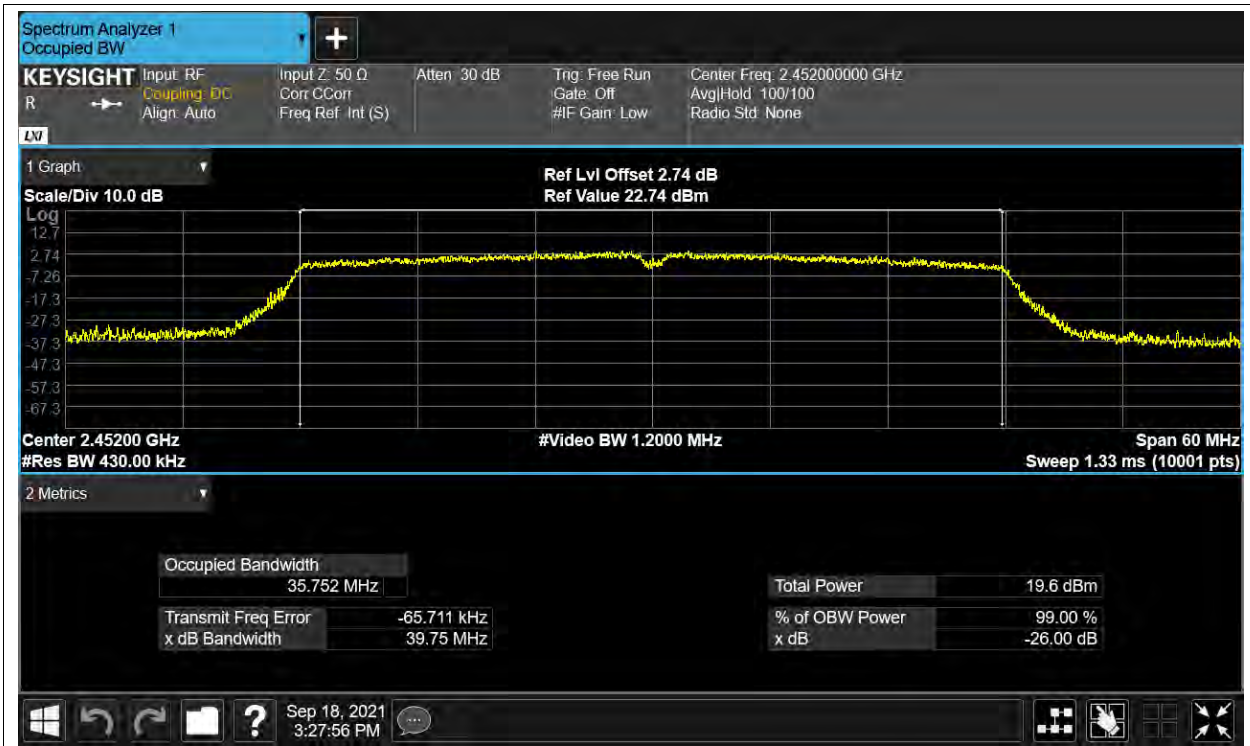 Spectrum Analyzer 1
Occupied BW
+
KEYSIGHT
R
LXI
Input: RF
Coupling: DC
Align: Auto
Input Z: 50 Ω
Corr CCorr
Freq Ref: Int (S)
Atten: 30 dB
Trig: Free Run
Gate: Off
#IF Gain: Low
Center Freq: 2.452000000 GHz
Avg|Hold: 100/100
Radio Std: None
1 Graph
Scale/Div 10.0 dB
Ref Lvl Offset 2.74 dB
Ref Value 22.74 dBm
Log
12.7
2.74
-7.26
-17.3
-27.3
-37.3
-47.3
-57.3
-67.3
Center 2.45200 GHz
#Res BW 430.00 kHz
#Video BW 1.2000 MHz
Span 60 MHz
Sweep 1.33 ms (10001 pts)
2 Metrics
Occupied Bandwidth
35.752 MHz
Transmit Freq Error -65.711 kHz
x dB Bandwidth 39.75 MHz
Total Power 19.6 dBm
% of OBW Power 99.00 %
x dB -26.00 dB
?
Sep 18, 2021
3:27:56 PM